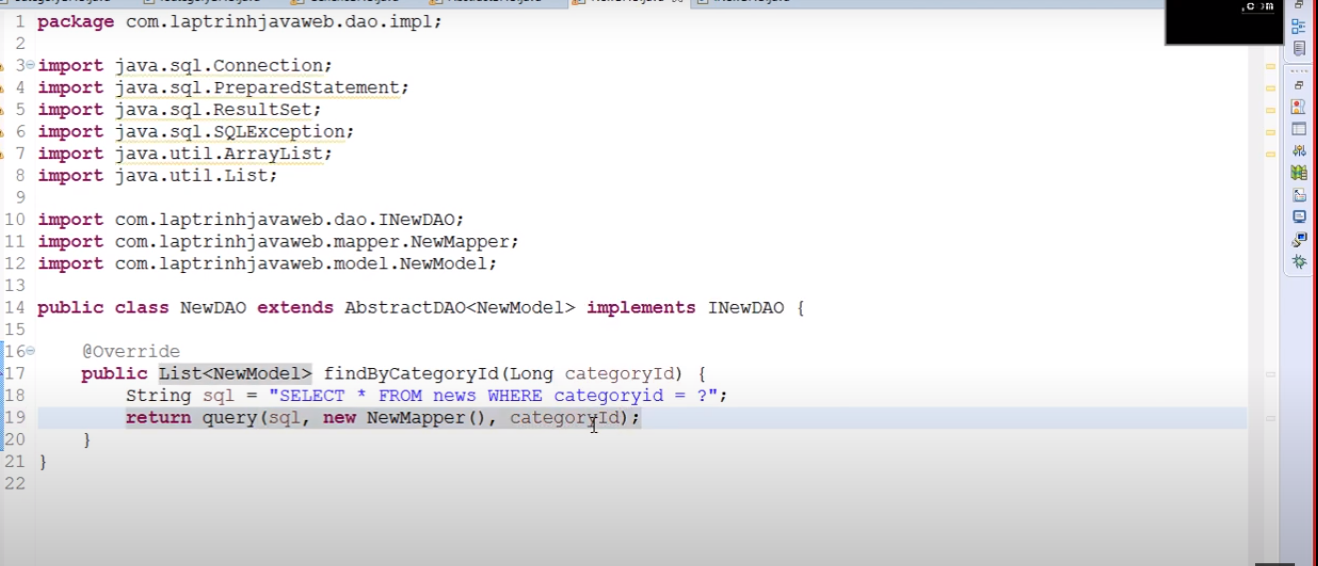 1 package com.laptrinhjavaweb.dao.impl;
2
3 import java.sql.Connection;
4 import java.sql.PreparedStatement;
5 import java.sql.ResultSet;
6 import java.sql.SQLException;
7 import java.util.ArrayList;
8 import java.util.List;
9
10 import com.laptrinhjavaweb.dao.INewDAO;
11 import com.laptrinhjavaweb.mapper.NewMapper;
12 import com.laptrinhjavaweb.model.NewModel;
13
14 public class NewDAO extends AbstractDAO<NewModel> implements INewDAO {
15
16 @Override
17 public List<NewModel> findByCategoryId(Long categoryId) {
18 String sql = "SELECT * FROM news WHERE categoryid = ?";
19 return query(sql, new NewMapper(), categoryId);
20 }
21 }
22